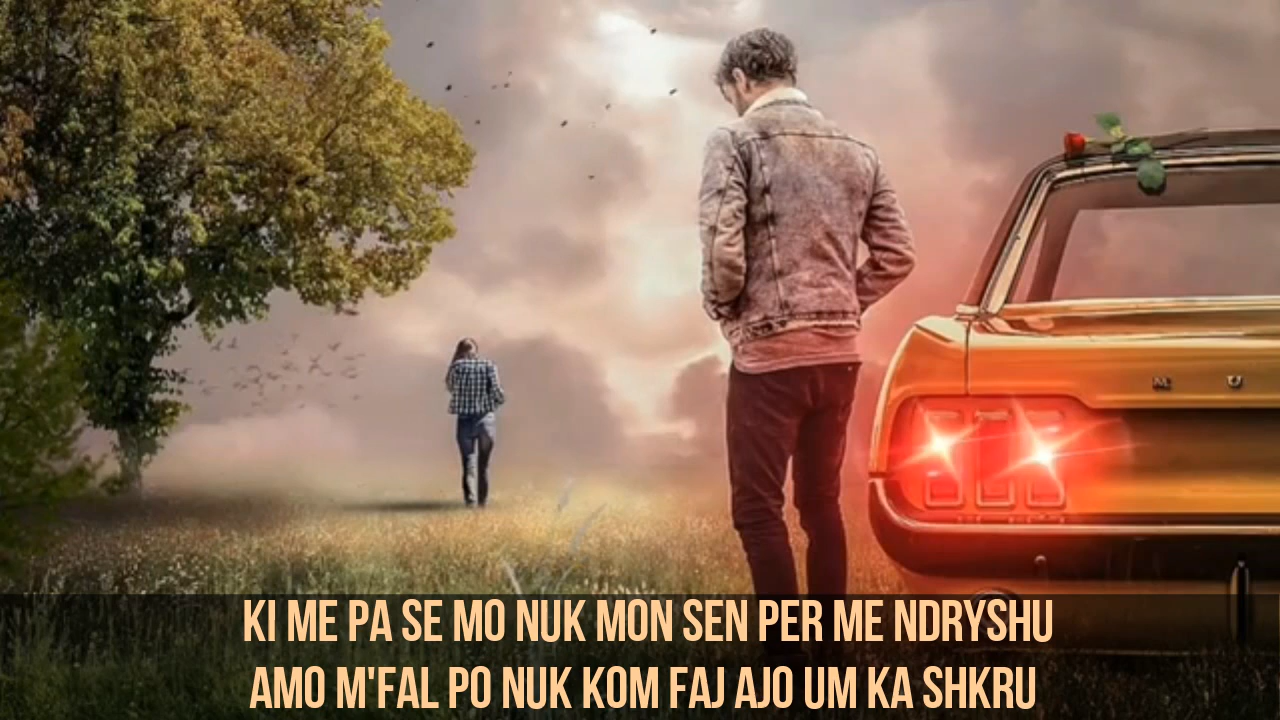 M U
KI ME PA SE MO NUK MON SEN PER ME NDRYSHU
AMO M'FAL PO NUK KOM FAJ AJO UM KA SHKRU